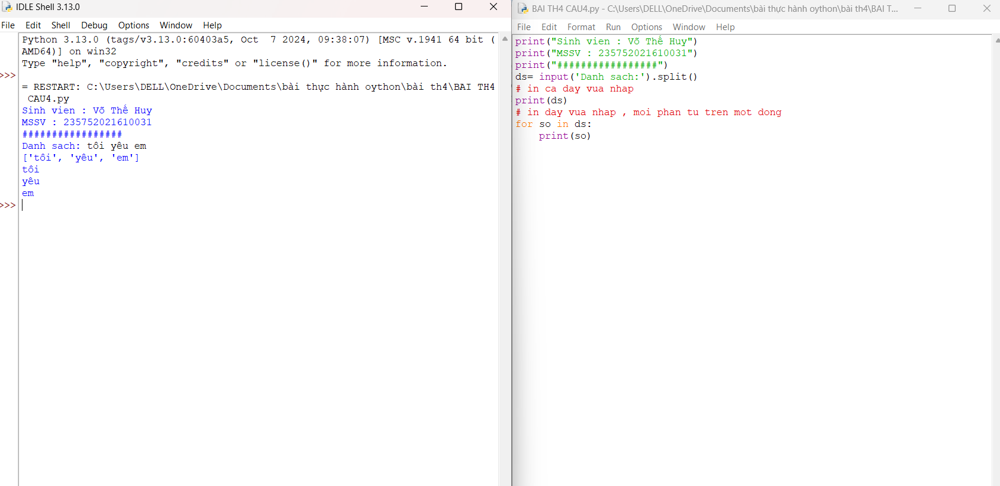 IDLE Shell 3.13.0
File Edit Shell Debug Options Window Help
Python 3.13.0 (tags/v3.13.0:60403a5, Oct  7 2024, 09:38:07) [MSC v.1941 64 bit (
AMD64)] on win32
Type "help", "copyright", "credits" or "license()" for more information.
>>>
= RESTART: C:\Users\DELL\OneDrive\Documents\bài thực hành oython\bài th4\BAI TH4
 CAU4.py
Sinh vien : Võ Thế Huy
MSSV : 235752021610031
#################
Danh sach: tôi yêu em
['tôi', 'yêu', 'em']
tôi
yêu
em
>>>
BAI TH4 CAU4.py - C:\Users\DELL\OneDrive\Documents\bài thực hành oython\bài th4\BAI T...
File Edit Format Run Options Window Help
print("Sinh vien : Võ Thế Huy")
print("MSSV : 235752021610031")
print("#################")
ds= input('Danh sach:').split()
# in ca day vua nhap
print(ds)
# in day vua nhap , moi phan tu tren mot dong
for so in ds:
    print(so)